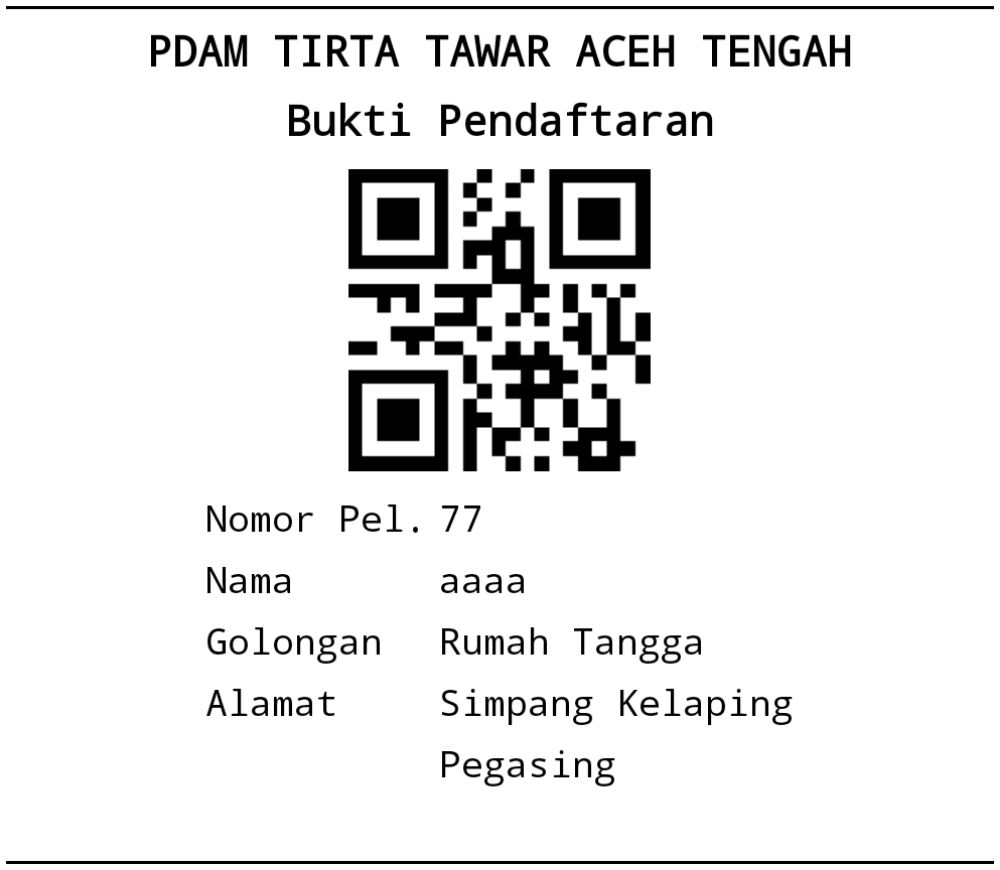 PDAM TIRTA TAWAR ACEH TENGAH
Bukti Pendaftaran
Nomor Pel. 77
Nama aaaa
Golongan Rumah Tangga
Alamat Simpang Kelaping
Pegasing